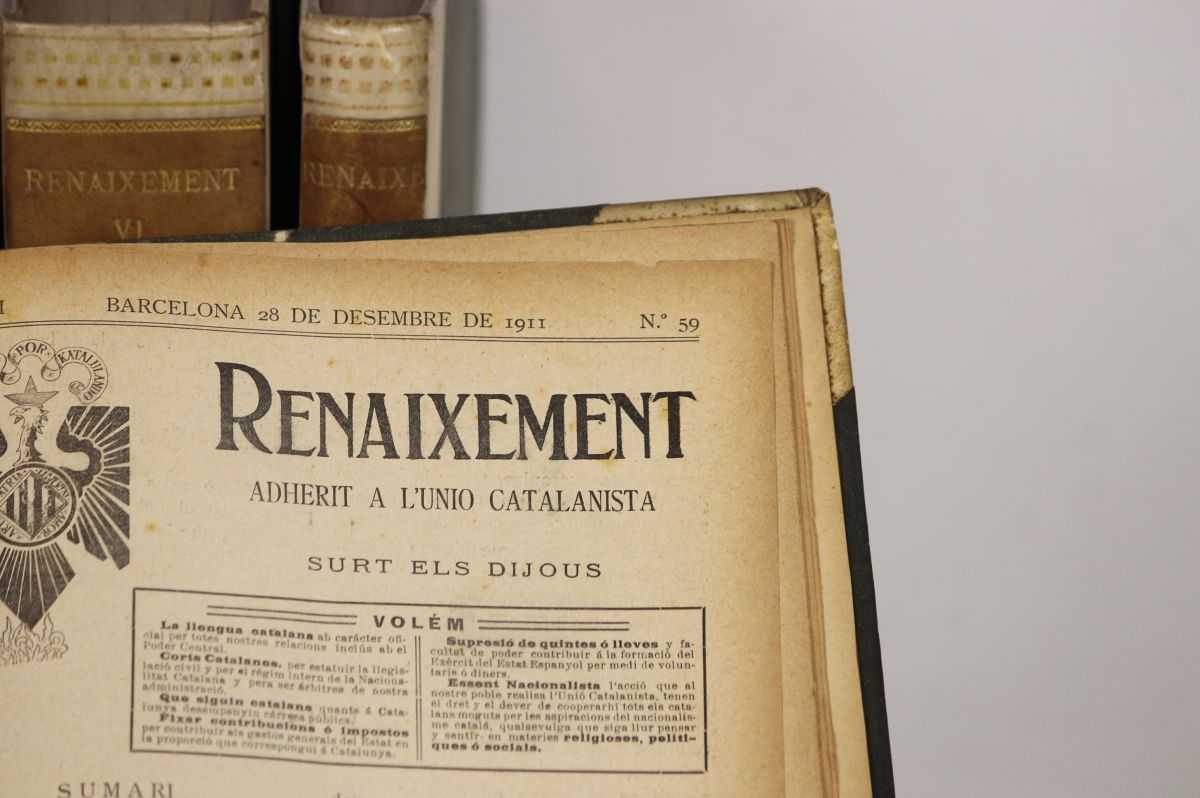 RENAIXEMENT
VI
RENAIXE
BARCELONA 28 DE DESEMBRE DE 1911
N.° 59
POR KATALULANDO
RENAIXEMENT
ADHERIT A L'UNIO CATALANISTA
SURT ELS DIJOUS
VOLÉM
La llengua catalana ab carácter ofi-
cial per totes nostres relacions inclús ab el
Poder Central.
Corts Catalanes, per estatuir la llegis-
lació civil y per el régim intern de la Naciona-
litat Catalana y pera ser árbitres de nostra
administració.
Que siguin catalans quants á Cata-
lunya desempenyin cárrecs públics.
Fixar contribucions ó impostos
per contribuir als gastos generals del Estat en
la proporció que correspongui á Catalunya.
Supresió de quintes ó lleves y fa-
cultat de poder contribuir á la formació del
Exércit del Estat Espanyol per medi de volun-
taris ó diners.
Essent Nacionalista l'acció que al
nostre poble realisa l'Unió Catalanista, tenen
el dret y el dever de cooperarhi tots els cata-
lans moguts per les aspiracions del nacionalis-
me catalá, qualsevulga que siga llur pensar
y sentir en materies religioses, politi-
ques ó socials.
SUMARI